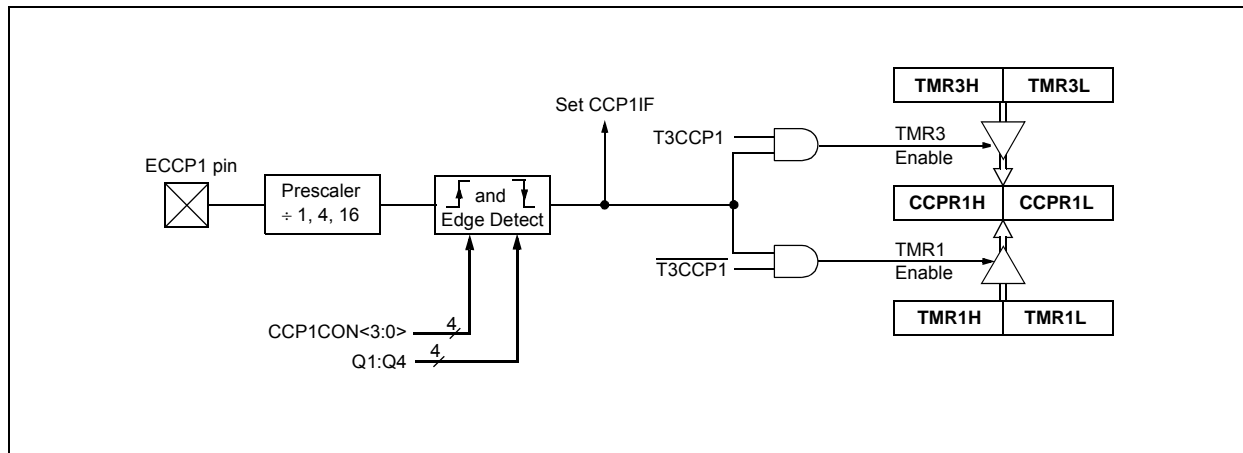 TMR3H TMR3L
Set CCP1IF
T3CCP1
TMR3
Enable
ECCP1 pin
Prescaler
÷ 1, 4, 16
and
Edge Detect
CCPR1H CCPR1L
TMR1
Enable
T3CCP1
TMR1H TMR1L
CCP1CON<3:0>
4
Q1:Q4
4